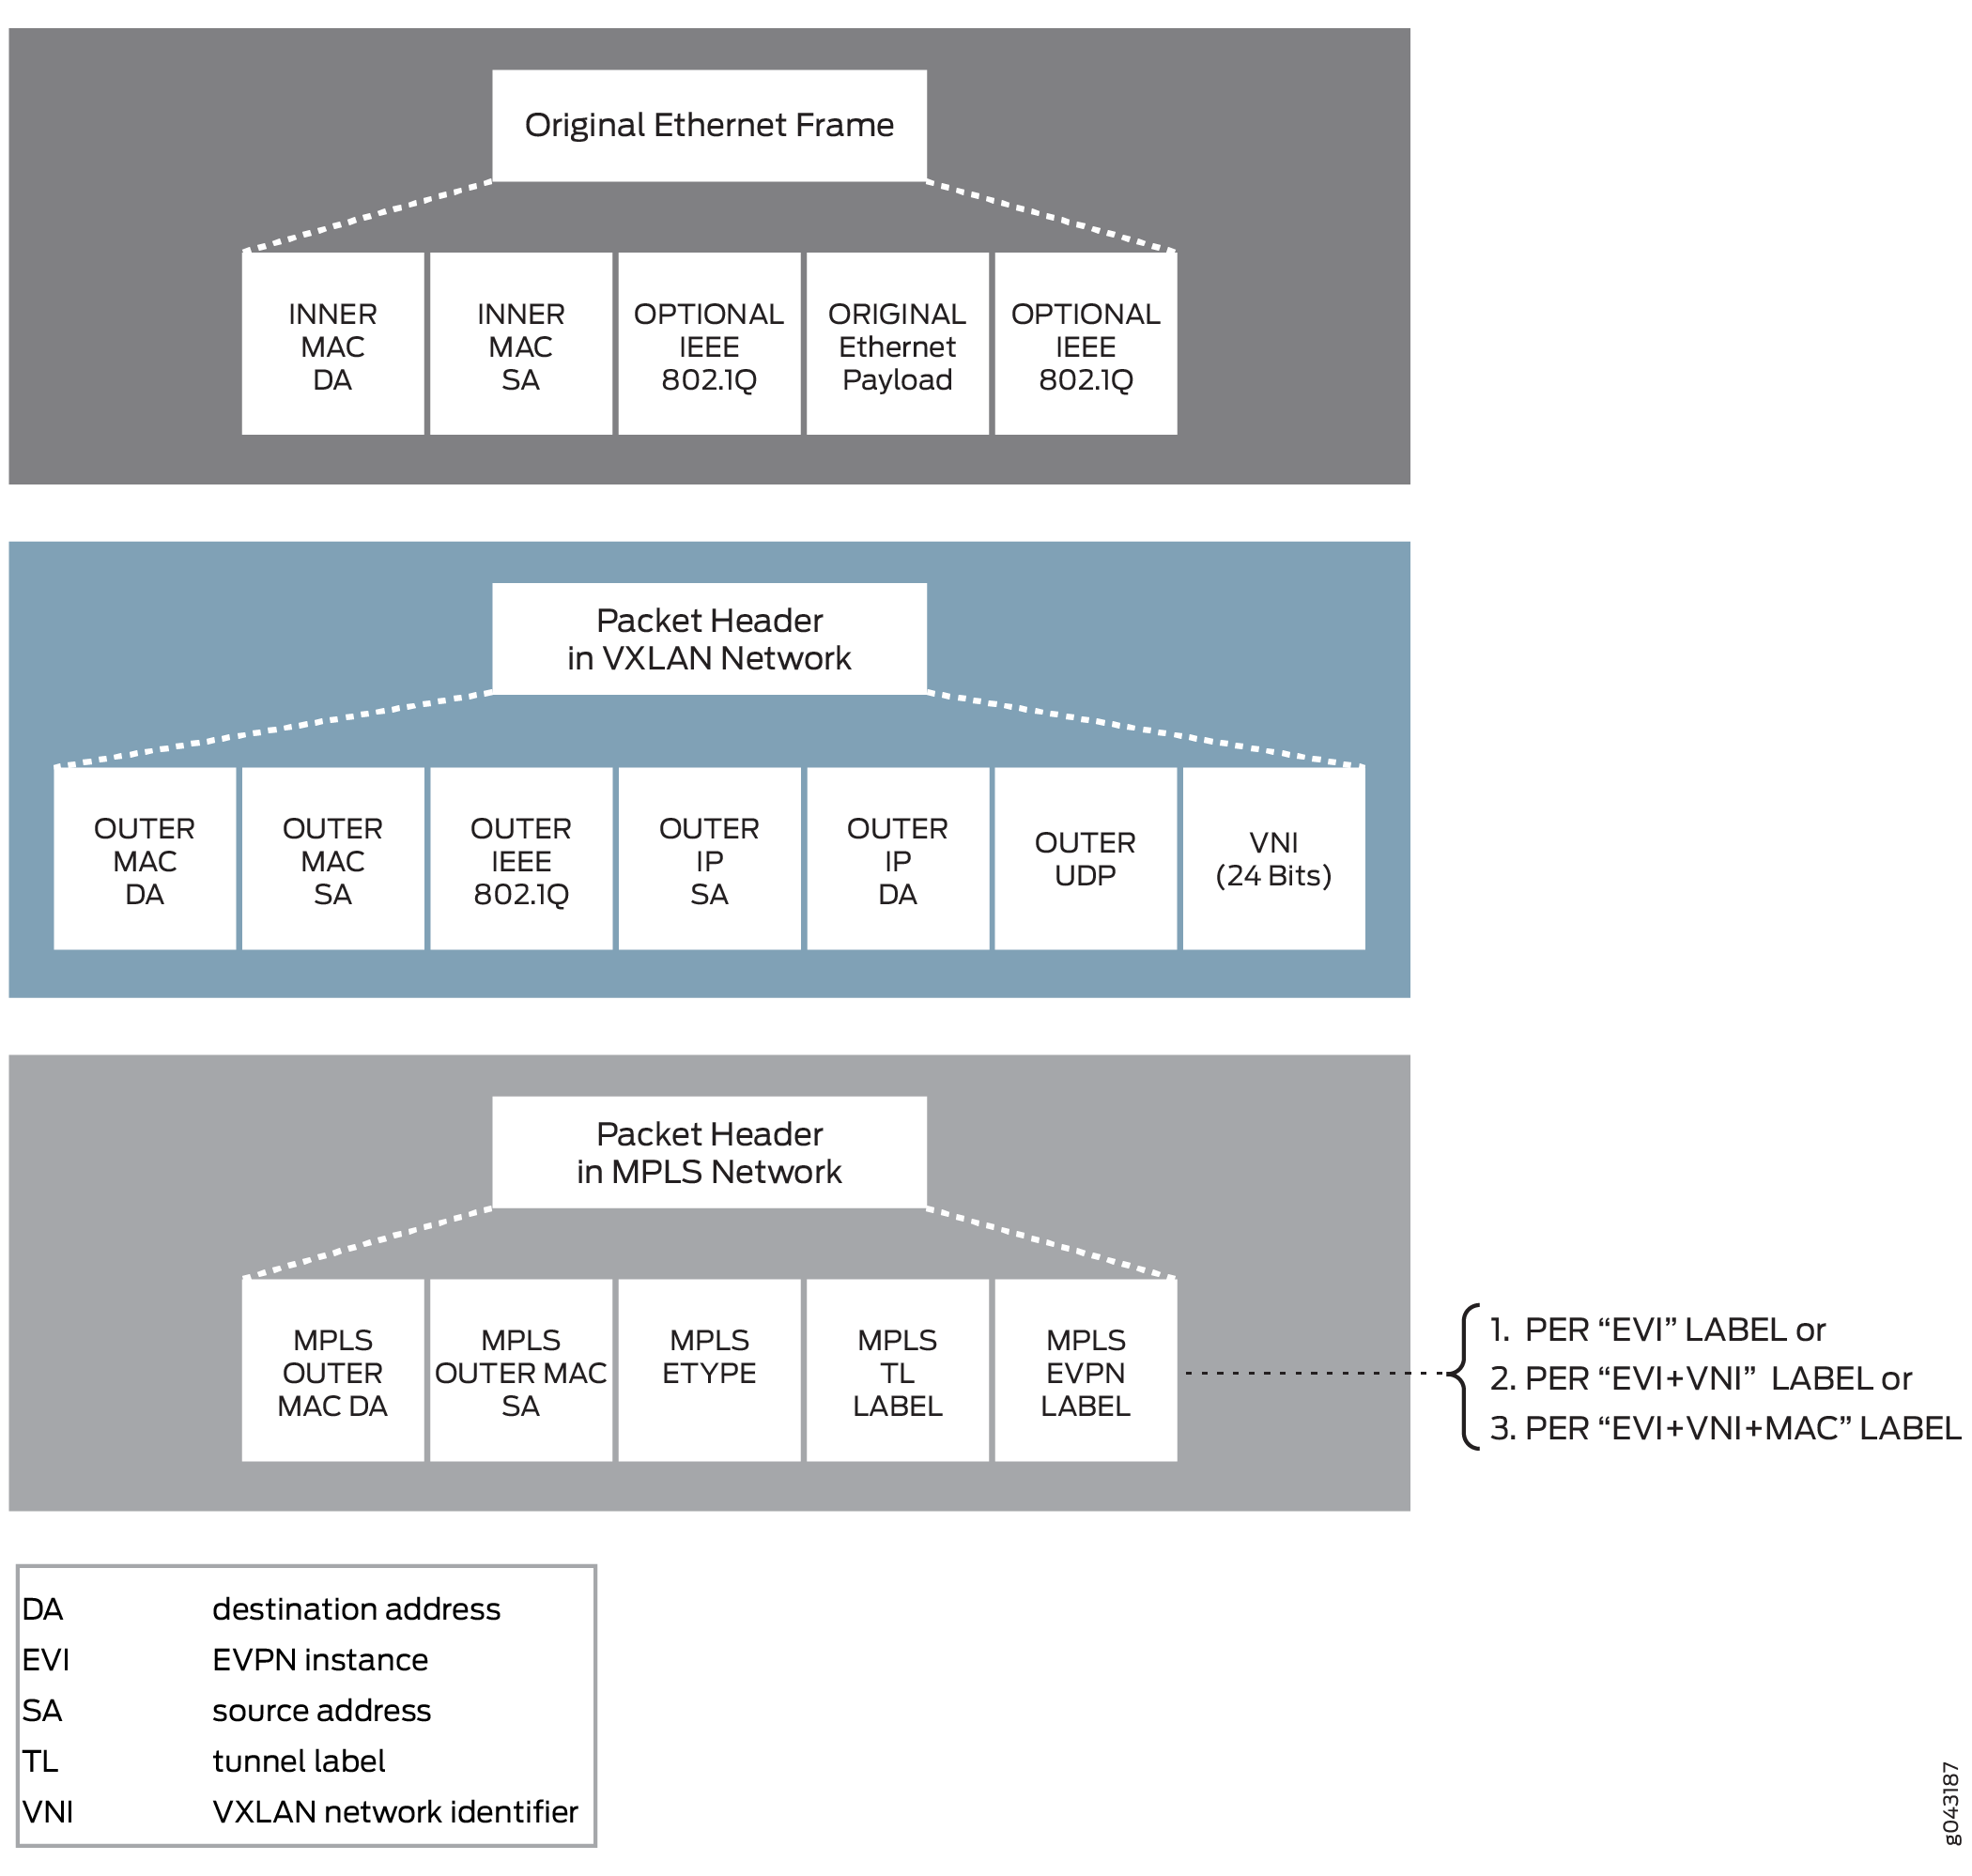 Original Ethernet Frame
INNER
MAC
DA
INNER
MAC
SA
OPTIONAL
IEEE
802.1Q
ORIGINAL
Ethernet
Payload
OPTIONAL
IEEE
802.1Q
Packet Header
in VXLAN Network
OUTER
MAC
DA
OUTER
MAC
SA
OUTER
IEEE
802.1Q
OUTER
IP
SA
OUTER
IP
DA
OUTER
UDP
VNI
(24 Bits)
Packet Header
in MPLS Network
MPLS
OUTER
MAC DA
MPLS
OUTER MAC
SA
MPLS
ETYPE
MPLS
TL
LABEL
MPLS
EVPN
LABEL
1. PER “EVI” LABEL or
2. PER “EVI+VNI” LABEL or
3. PER “EVI+VNI+MAC” LABEL
DA destination address
EVI EVPN instance
SA source address
TL tunnel label
VNI VXLAN network identifier
g043187